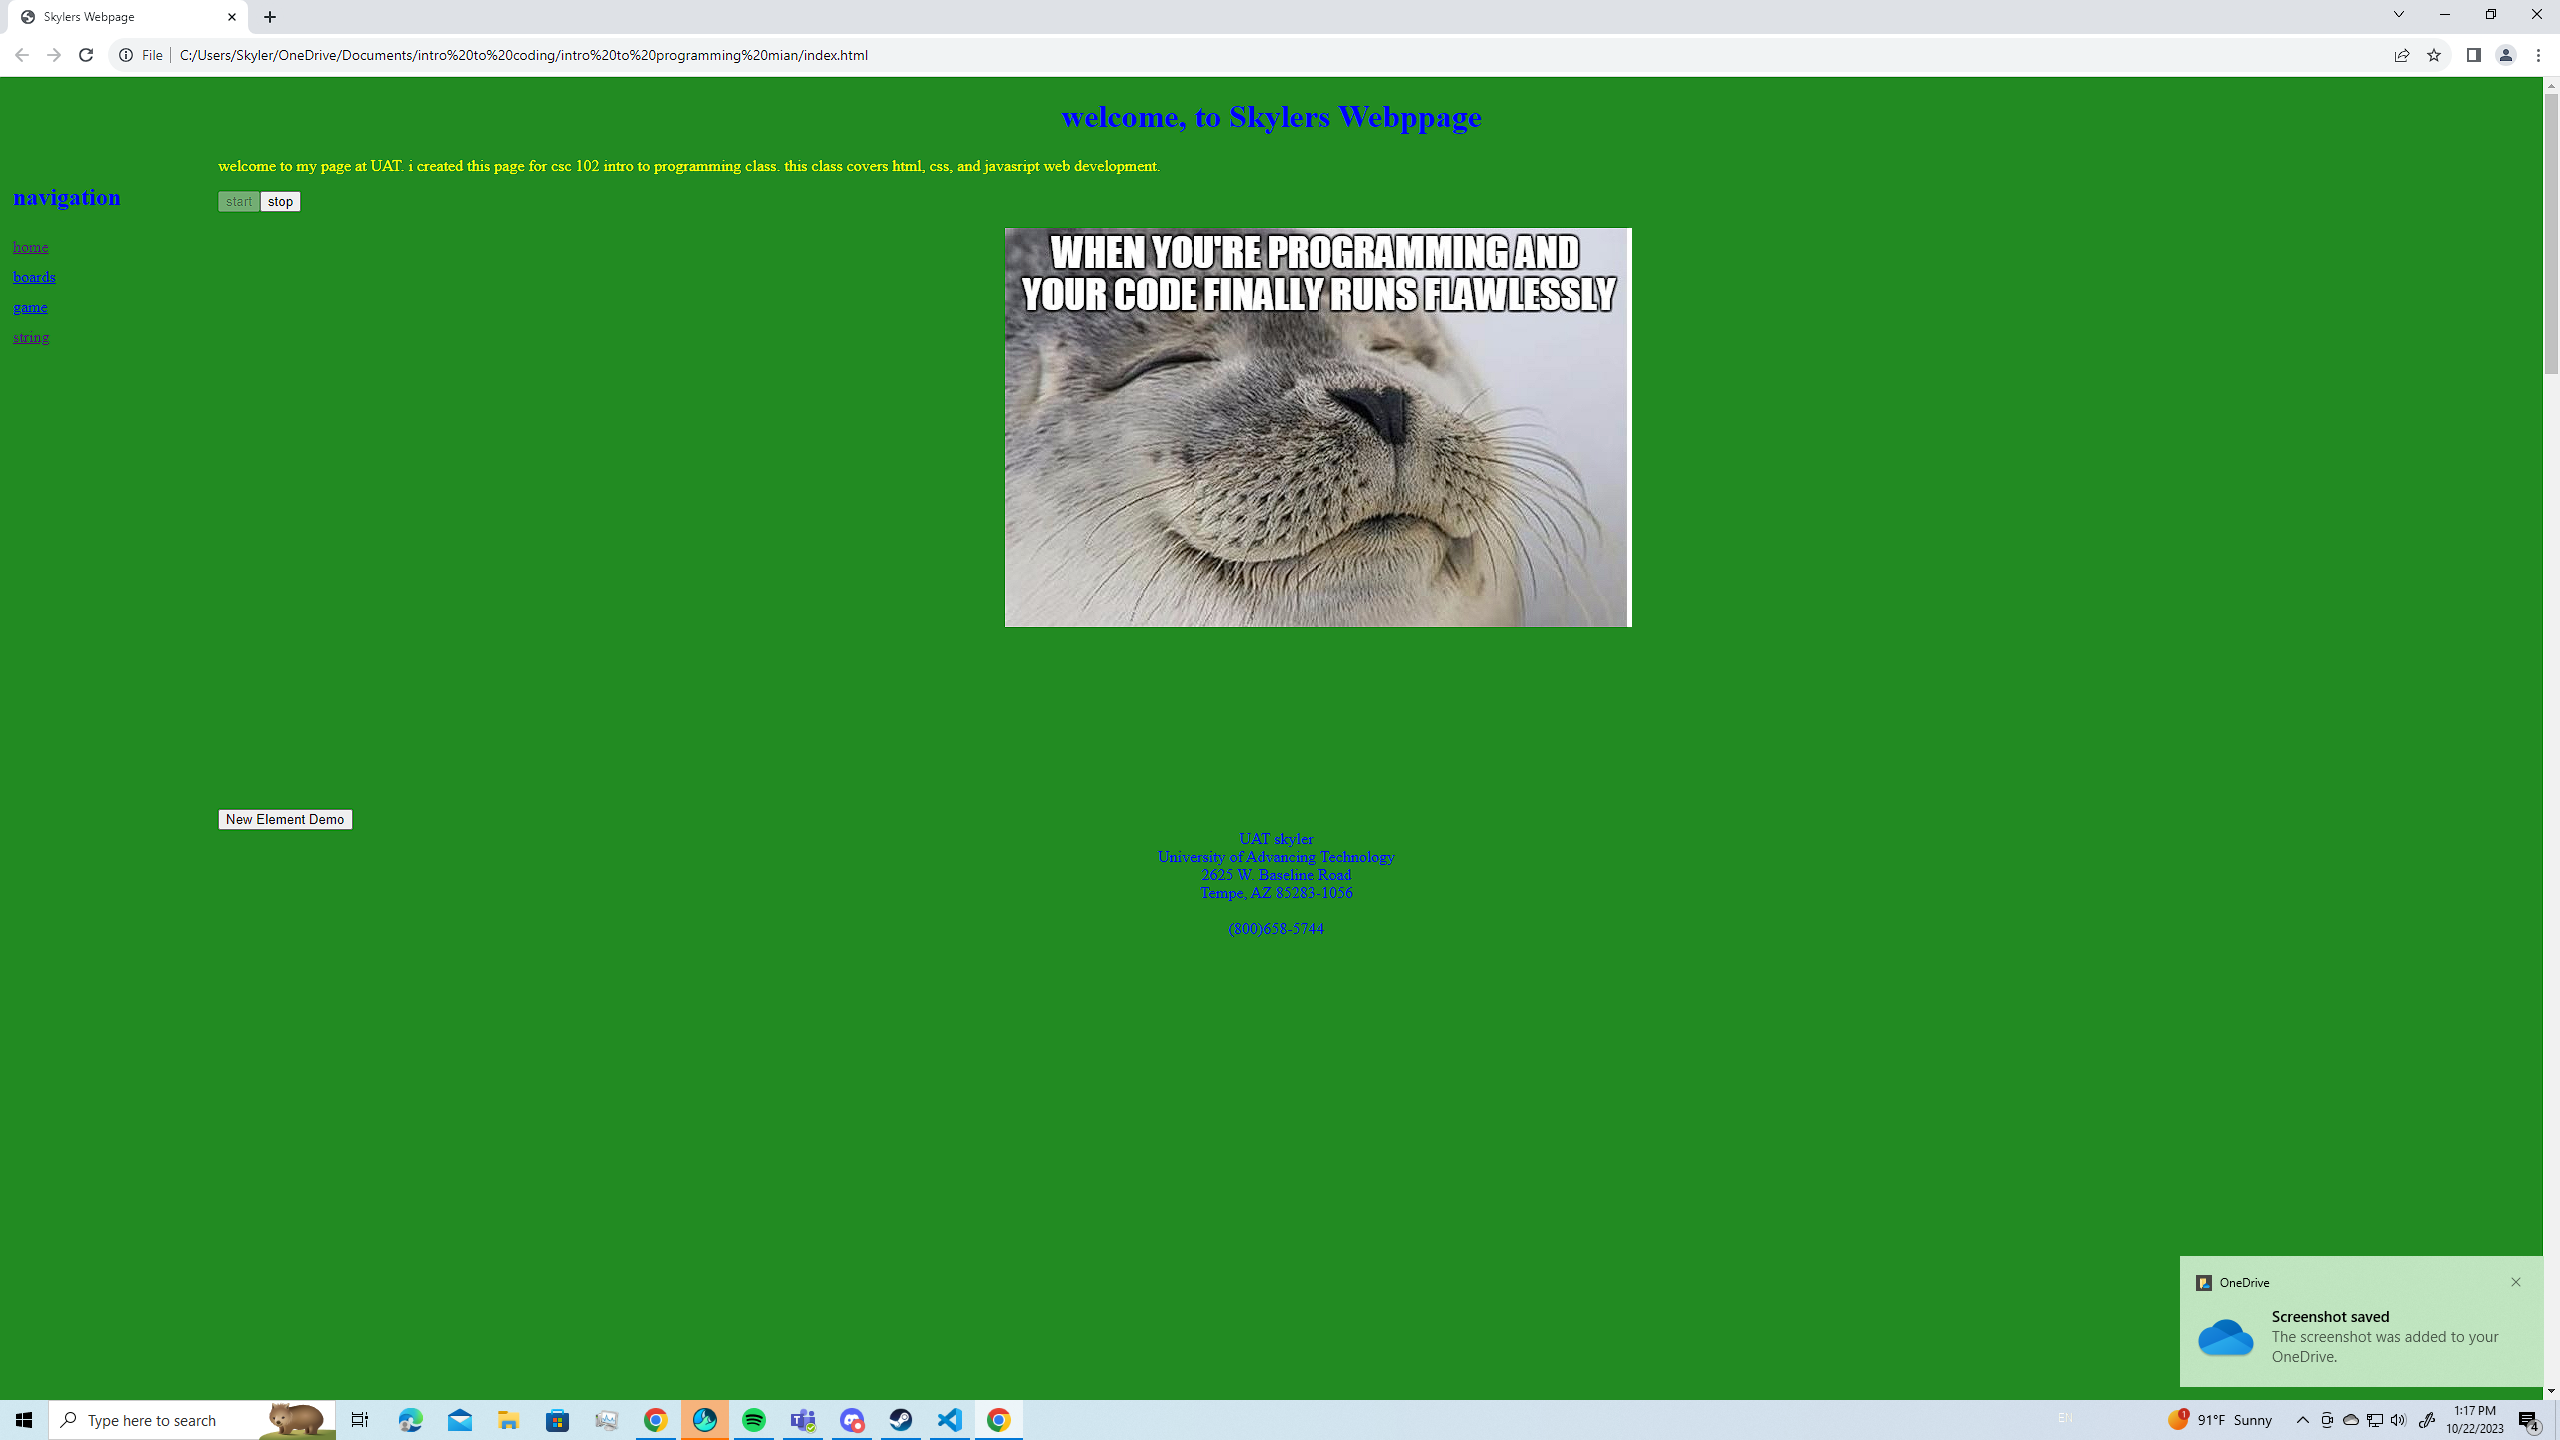 Skylers Webpage
File
C:/Users/Skyler/OneDrive/Documents/intro%20to%20coding/intro%20to%20programming%20mian/index.html
welcome, to Skylers Webppage
welcome to my page at UAT. i created this page for csc 102 intro to programming class. this class covers html, css, and javasript web development.
navigation
start stop
home
boards
game
string
WHEN YOU'RE PROGRAMMING AND
YOUR CODE FINALLY RUNS FLAWLESSLY
New Element Demo
UAT skyler
University of Advancing Technology
2625 W. Baseline Road
Tempe, AZ 85283-1056
(800)658-5744
OneDrive
Screenshot saved
The screenshot was added to your
OneDrive.
Type here to search
EN
1
91°F Sunny
1:17 PM
10/22/2023
4